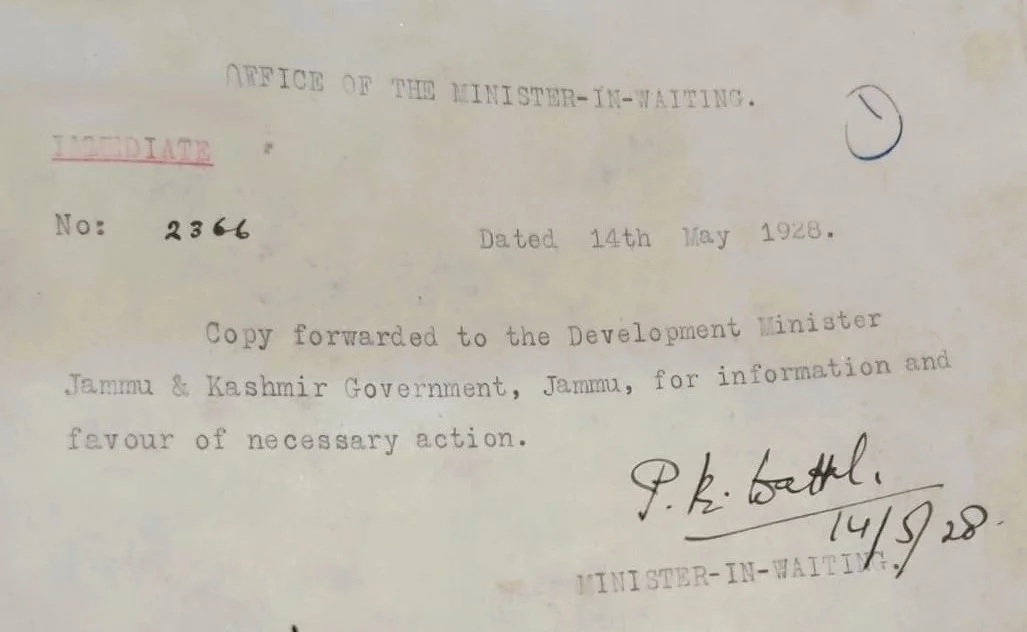 OFFICE OF THE MINISTER-IN-WAITING.
IMMEDIATE
No: 2366 Dated 14th May 1928.
Copy forwarded to the Development Minister
Jammu & Kashmir Government, Jammu, for information and
favour of necessary action.
P. K. Wattal.
14/5/28.
MINISTER-IN-WAITING.